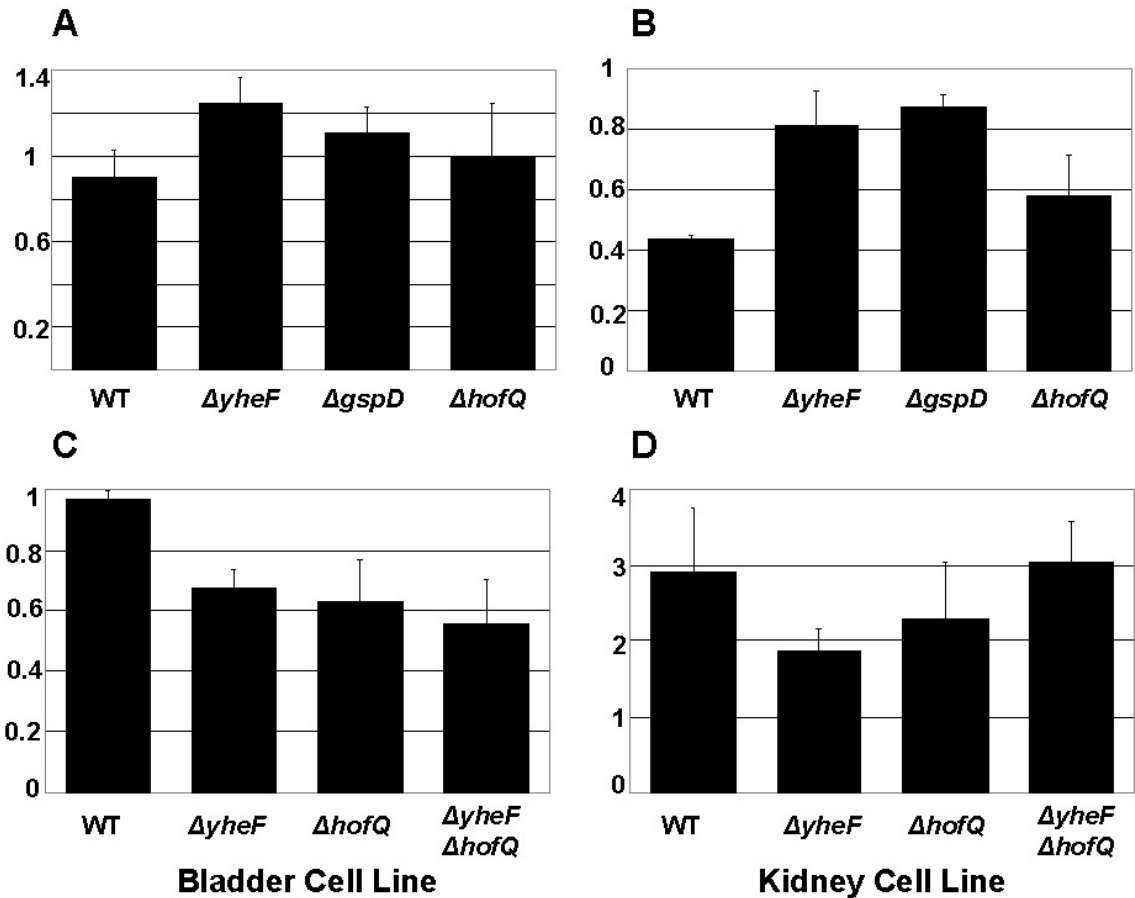 A
1.4
1
0.6
0.2
WT ΔyheF ΔgspD ΔhofQ
B
1
0.8
0.6
0.4
0.2
0
WT ΔyheF ΔgspD ΔhofQ
C
1
0.8
0.6
0.4
0.2
0
WT ΔyheF ΔhofQ ΔyheF
ΔhofQ
Bladder Cell Line
D
4
3
2
1
0
WT ΔyheF ΔhofQ ΔyheF
ΔhofQ
Kidney Cell Line